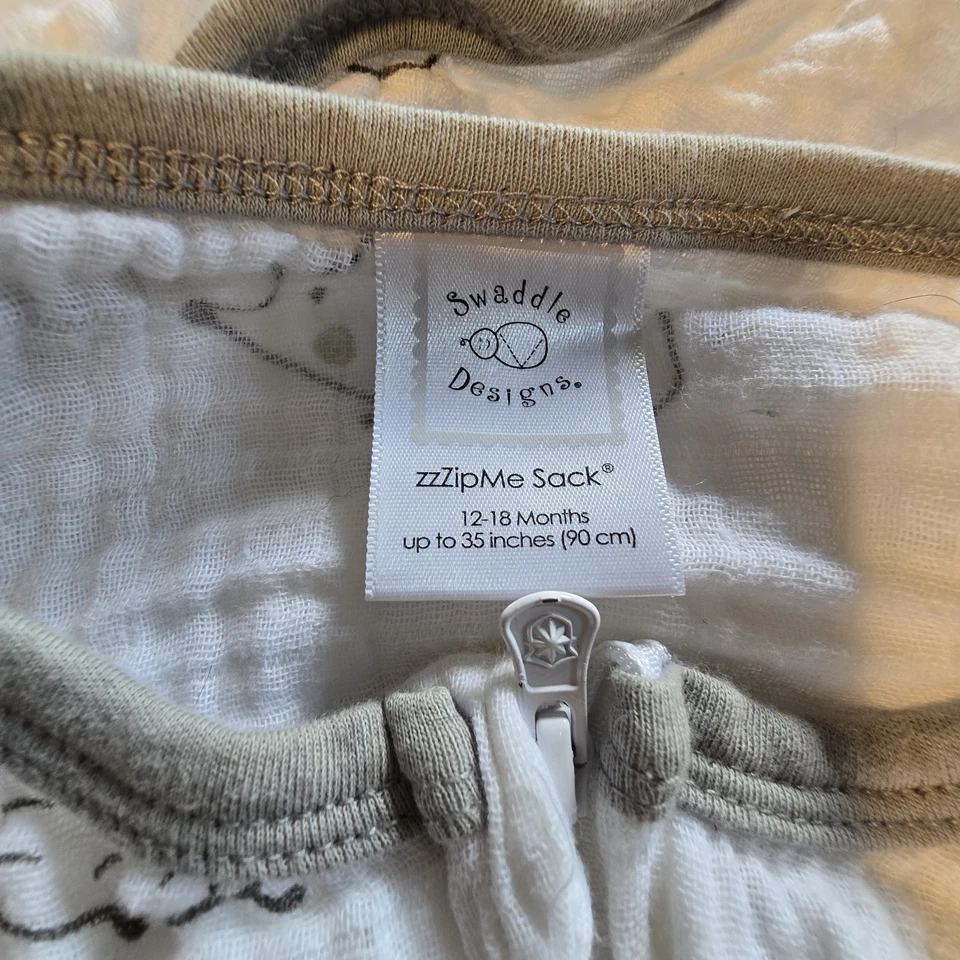 Swaddle
Designs®
zzZipMe Sack®
12-18 Months
up to 35 inches (90 cm)